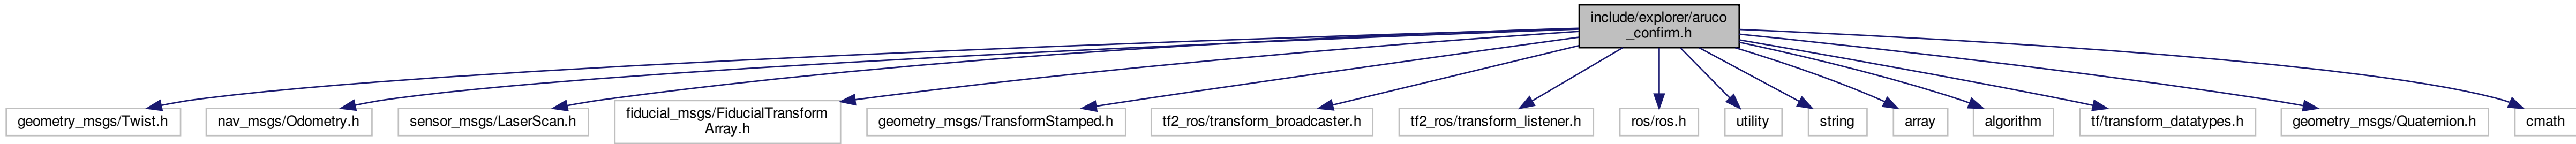 include/explorer/aruco
_confirm.h
geometry_msgs/Twist.h
nav_msgs/Odometry.h
sensor_msgs/LaserScan.h
fiducial_msgs/FiducialTransform
Array.h
geometry_msgs/TransformStamped.h
tf2_ros/transform_broadcaster.h
tf2_ros/transform_listener.h
ros/ros.h
utility
string
array
algorithm
tf/transform_datatypes.h
geometry_msgs/Quaternion.h
cmath